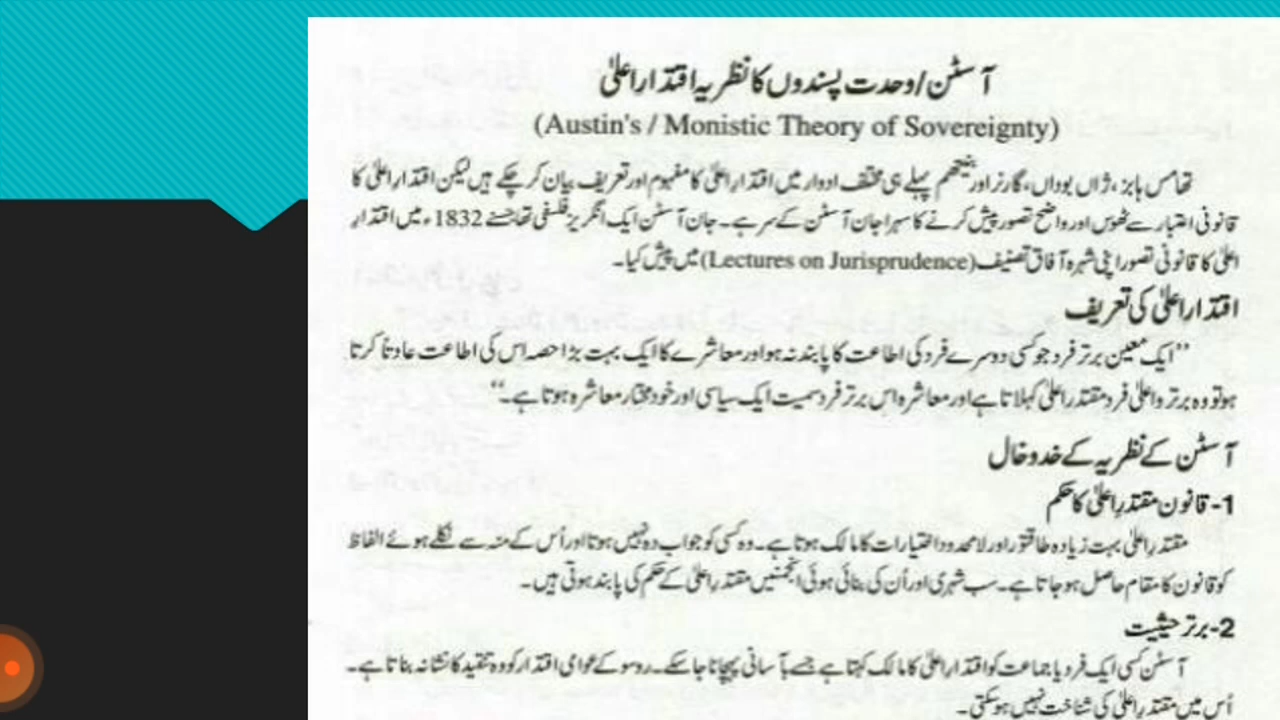 آسٹن/وحدت پسندوں کا نظریہ اقتدار اعلیٰ
(Austin's / Monistic Theory of Sovereignty)
تھامس ہابز، ژاں بوداں، گارنر اور بینتھم پہلے ہی مختلف ادوار میں اقتدار اعلیٰ کا مفہوم اور تعریف بیان کر چکے ہیں لیکن اقتدار اعلیٰ کا
قانونی اعتبار سے ٹھوس اور واضح تصور پیش کرنے کا سہرا جان آسٹن کے سر ہے۔ جان آسٹن ایک انگریز فلسفی تھا جسنے 1832ء میں اقتدارِ
اعلیٰ کا قانونی تصور اپنی شہرہ آفاق تصنیف (Lectures on Jurisprudence) میں پیش کیا۔
اقتدار اعلیٰ کی تعریف
”ایک معین برتر فرد جو کسی دوسرے فرد کی اطاعت کا پابند نہ ہو اور معاشرے کا ایک بہت بڑا حصہ اس کی اطاعت عادتاً کرتا
ہو تو وہ برتر و اعلیٰ فرد مقتدر اعلیٰ کہلاتا ہے اور معاشرہ اس برتر فرد سمیت ایک سیاسی اور خود مختار معاشرہ ہوتا ہے۔“
آسٹن کے نظریہ کے خدوخال
1- قانون مقتدرِ اعلیٰ کا حکم
مقتدرِ اعلیٰ بہت زیادہ طاقتور اور لامحدود اختیارات کا مالک ہوتا ہے۔ وہ کسی کو جواب دہ نہیں ہوتا اور اُس کے منہ سے نکلے ہوئے الفاظ
کو قانون کا مقام حاصل ہو جاتا ہے۔ سب شہری اور اُن کی بنائی ہوئی انجمنیں مقتدرِ اعلیٰ کے حکم کی پابند ہوتی ہیں۔
2- برتر حیثیت
آسٹن کسی ایک فرد یا جماعت کو اقتدار اعلیٰ کا مالک کہتا ہے جسے بآسانی پہچانا جا سکے۔ روسو کے عوامی اقتدار کو وہ تنقید کا نشانہ بناتا ہے۔
اُس میں مقتدرِ اعلیٰ کی شناخت نہیں ہو سکتی۔